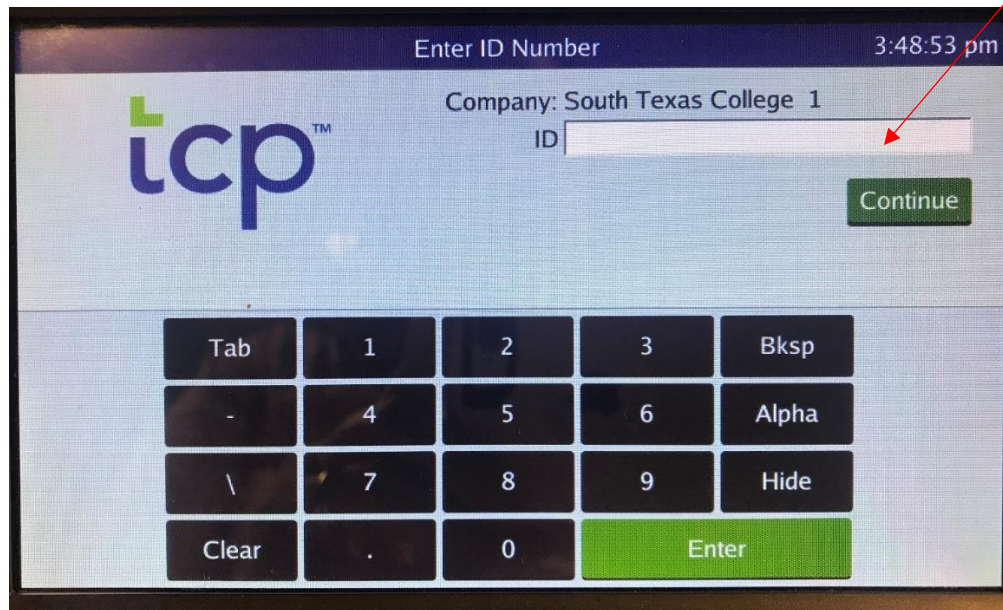 Enter ID Number 3:48:53 pm
Company: South Texas College 1
tcp™
ID
Continue
Tab 1 2 3 Bksp
- 4 5 6 Alpha
\ 7 8 9 Hide
Clear . 0 Enter